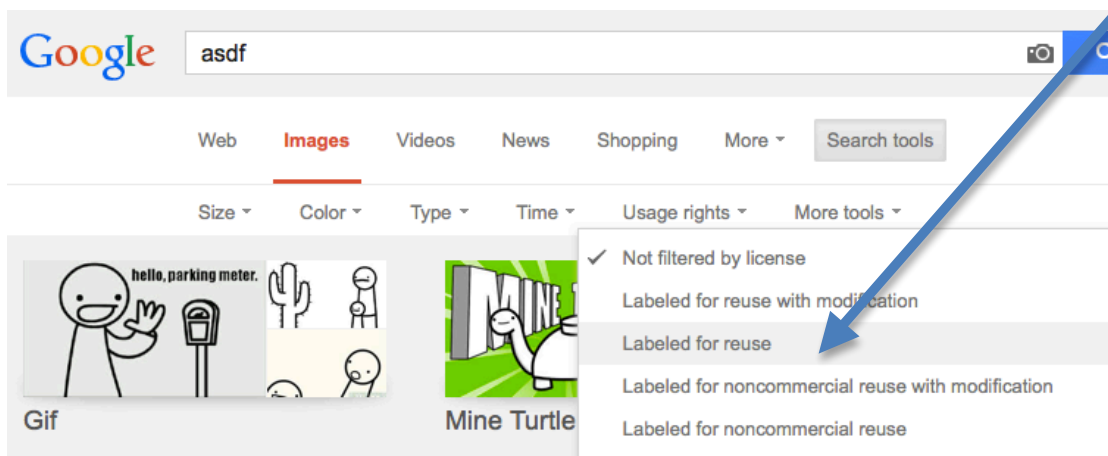 Google asdf
Web Images Videos News Shopping More Search tools
Size Color Type Time Usage rights More tools
Not filtered by license
Labeled for reuse with modification
Labeled for reuse
Labeled for noncommercial reuse with modification
Labeled for noncommercial reuse
hello, parking meter.
Gif
MINE
Mine Turtle